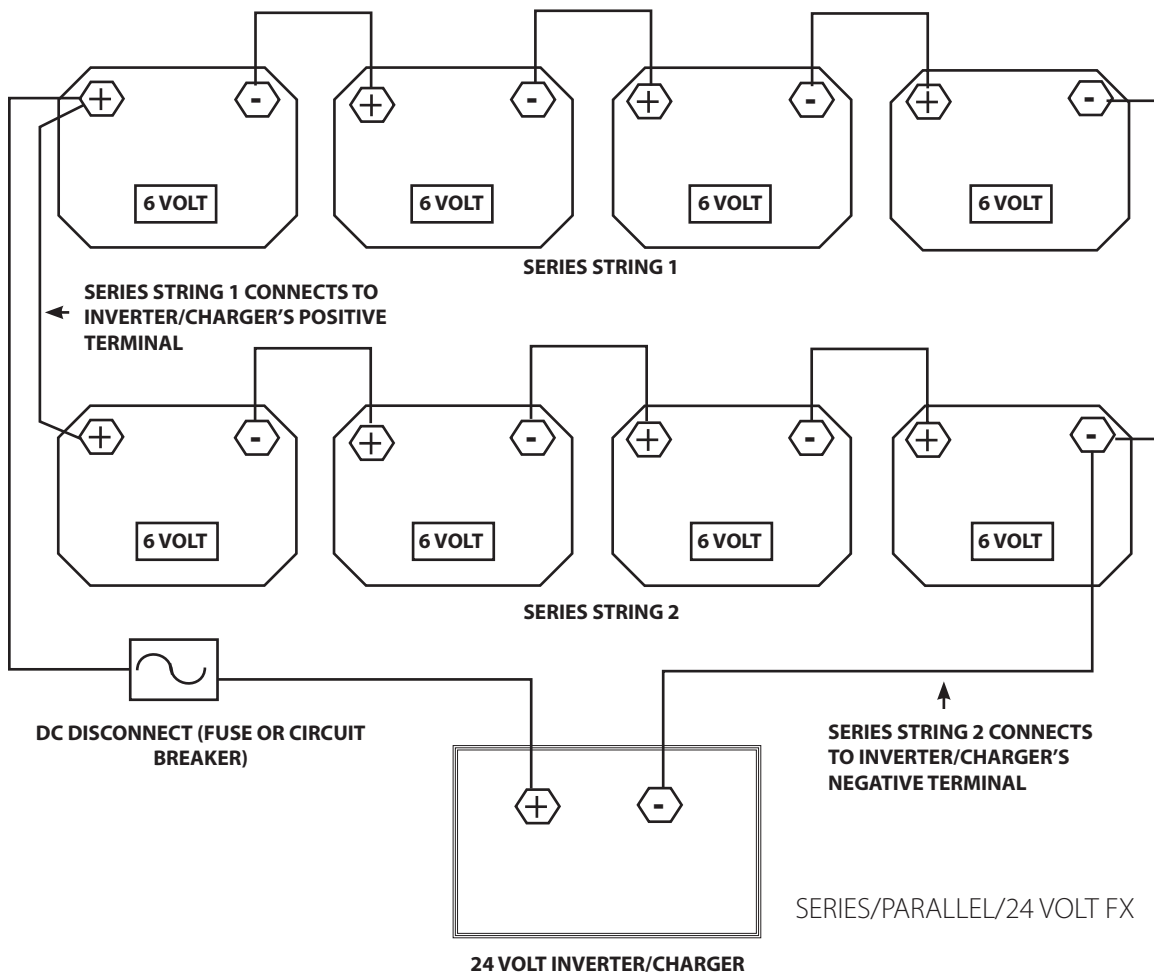 + - + - + - + -
6 VOLT 6 VOLT 6 VOLT 6 VOLT
SERIES STRING 1
SERIES STRING 1 CONNECTS TO
INVERTER/CHARGER'S POSITIVE
TERMINAL
+ - + - + - + -
6 VOLT 6 VOLT 6 VOLT 6 VOLT
SERIES STRING 2
DC DISCONNECT (FUSE OR CIRCUIT
BREAKER)
SERIES STRING 2 CONNECTS
TO INVERTER/CHARGER'S
NEGATIVE TERMINAL
+ -
SERIES/PARALLEL/24 VOLT FX
24 VOLT INVERTER/CHARGER